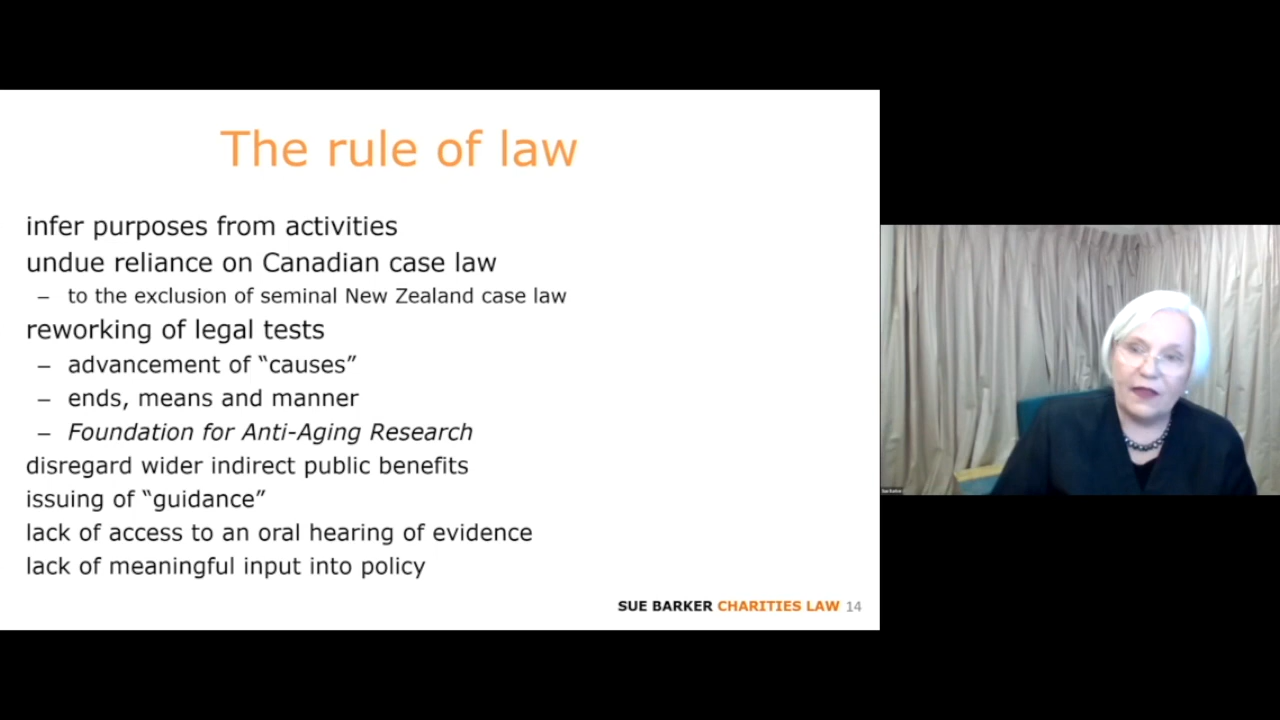 The rule of law
infer purposes from activities
undue reliance on Canadian case law
– to the exclusion of seminal New Zealand case law
reworking of legal tests
– advancement of “causes”
– ends, means and manner
– Foundation for Anti-Aging Research
disregard wider indirect public benefits
issuing of “guidance”
lack of access to an oral hearing of evidence
lack of meaningful input into policy
SUE BARKER CHARITIES LAW 14
Sue Barker